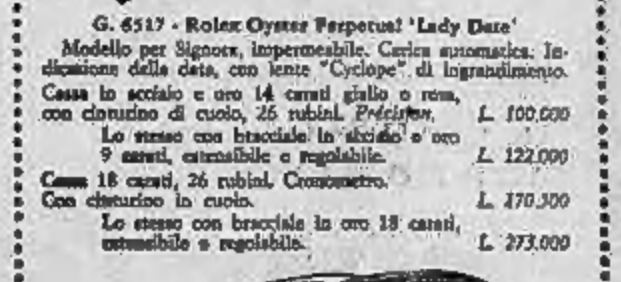 G. 6517 - Rolex Oyster Perpetual 'Lady Date'
Modello per Signora, impermeabile. Carica automatica. In-
dicazione della data, con lente "Cyclope" di ingrandimento.
Cassa in acciaio e oro 14 carati giallo o rosa,
con cinturino di cuoio, 26 rubini. Précision. L. 100.000
Lo stesso con bracciale in acciaio e oro
9 carati, estensibile e regolabile. L. 122.000
Cassa 18 carati, 26 rubini. Cronometro.
Con cinturino in cuoio. L. 170.500
Lo stesso con bracciale in oro 18 carati,
estensibile e regolabile. L. 273.000